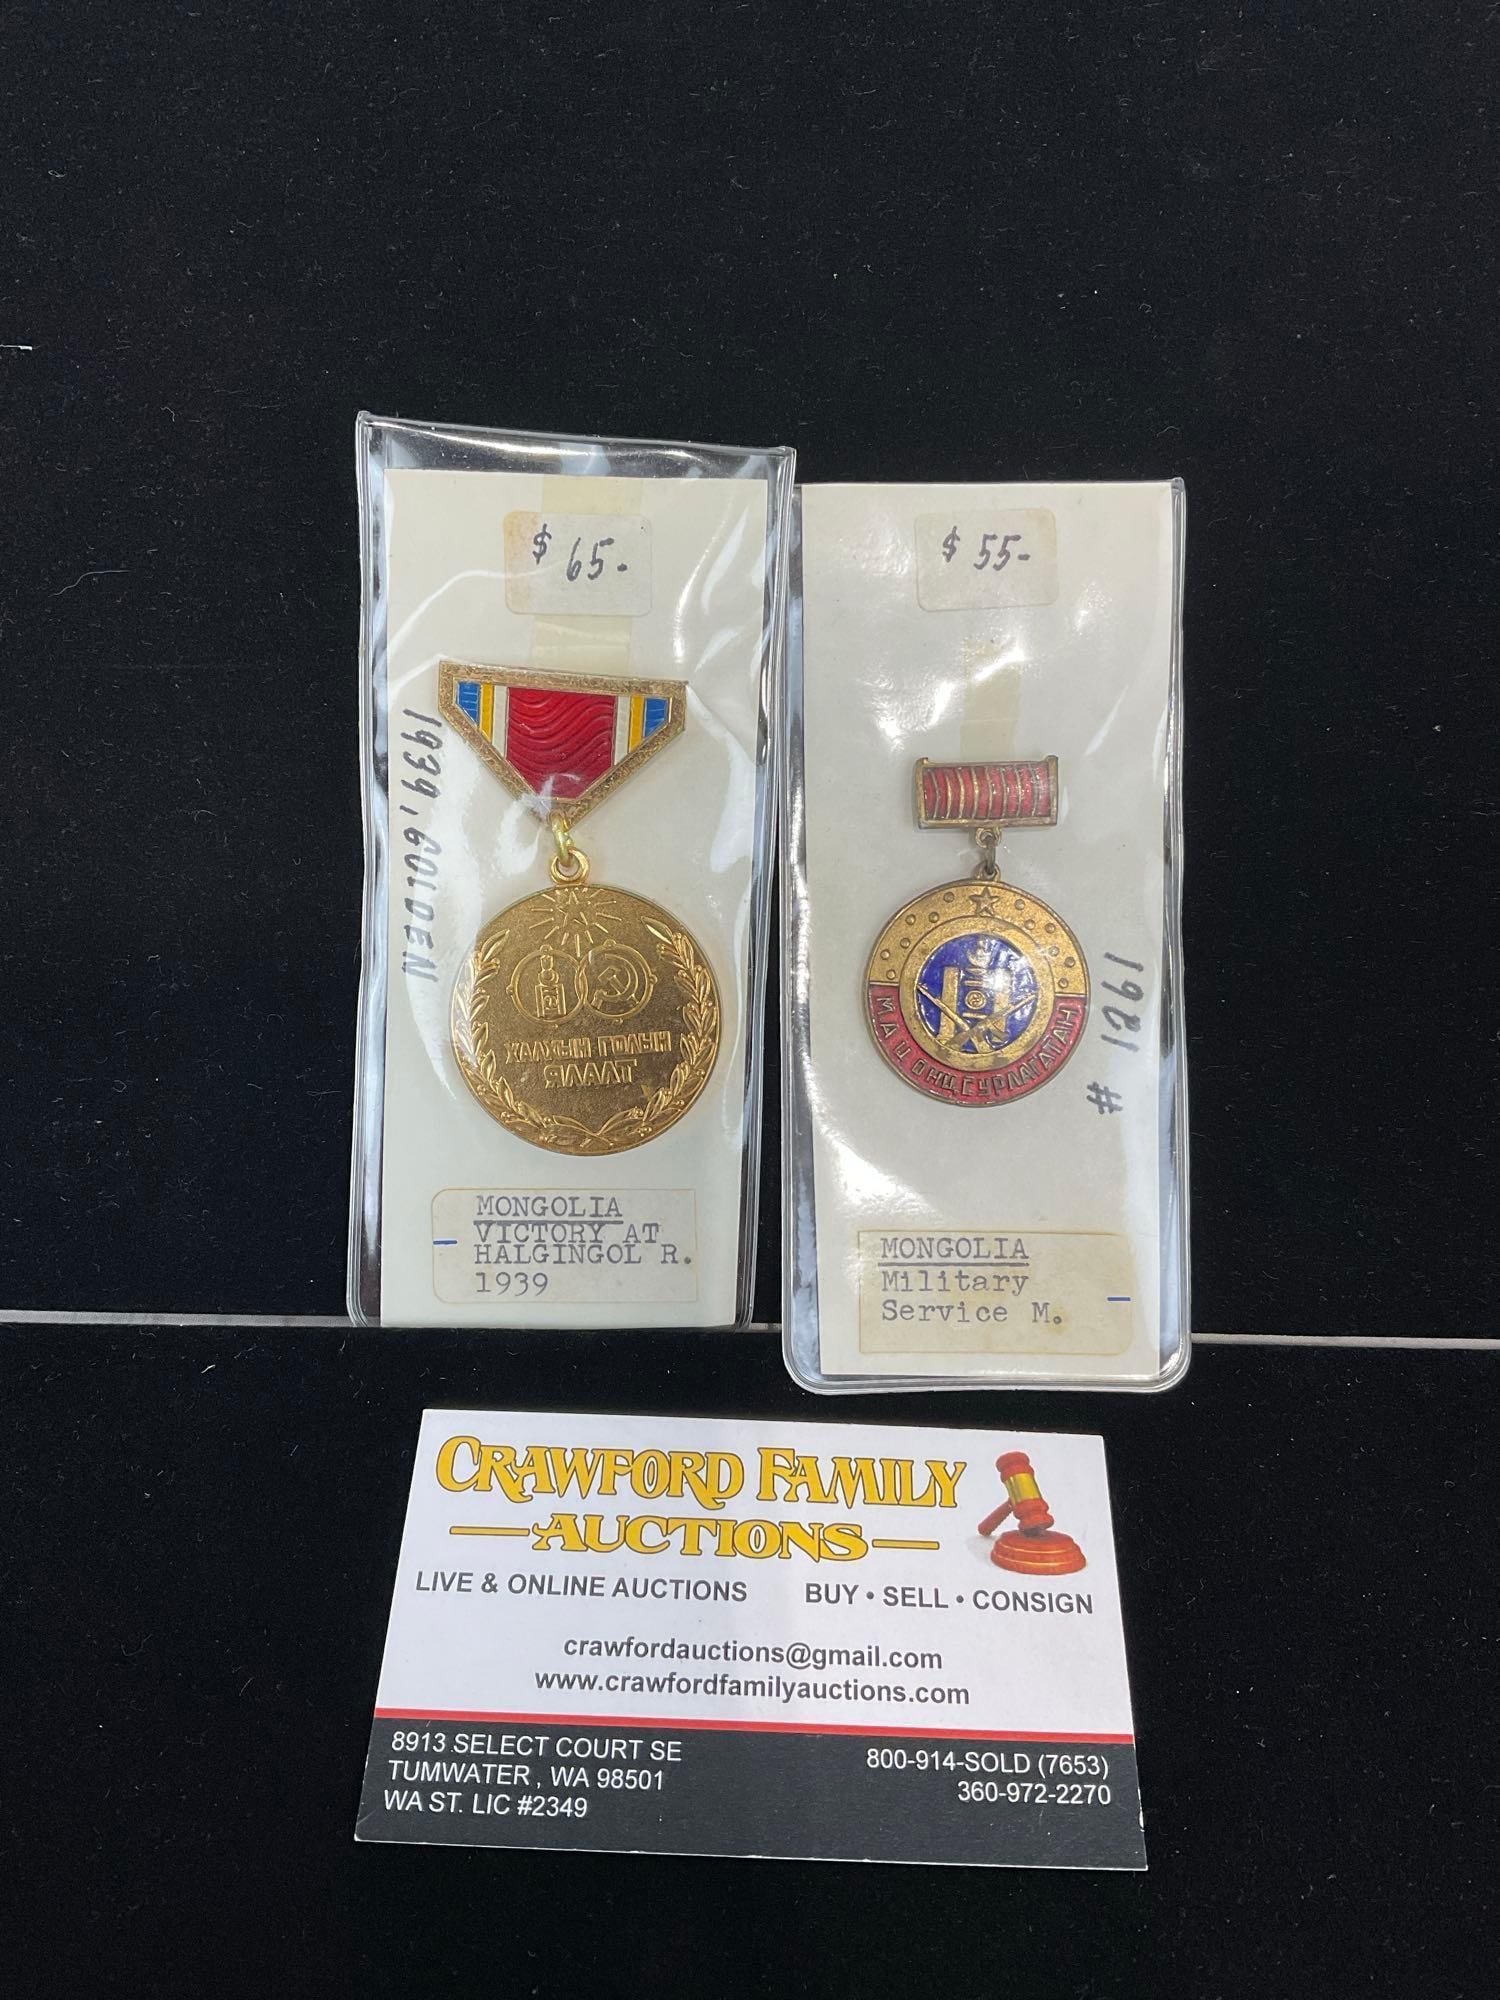 $ 65.
1939, GOLDEN
ХАЛХЫН ГОЛЫН
ЯЛАЛТ
MONGOLIA
VICTORY AT
HALGINGOL R.
1939
$ 55-
МАЦ ОНЦ СУРЛАГАТАН
1981 #
MONGOLIA
Military
Service M.
CRAWFORD FAMILY
AUCTIONS
LIVE & ONLINE AUCTIONS BUY • SELL • CONSIGN
crawfordauctions@gmail.com
www.crawfordfamilyauctions.com
8913 SELECT COURT SE
TUMWATER , WA 98501
WA ST. LIC #2349
800-914-SOLD (7653)
360-972-2270